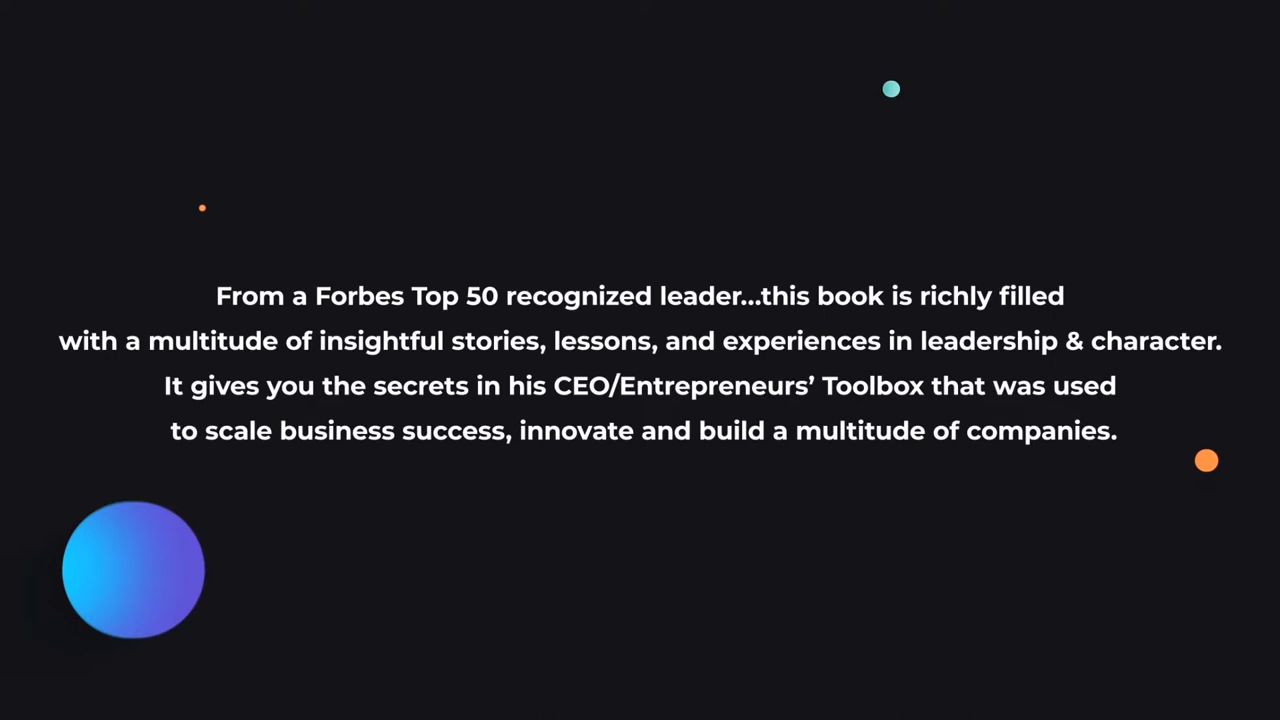 From a Forbes Top 50 recognized leader...this book is richly filled
with a multitude of insightful stories, lessons, and experiences in leadership & character.
It gives you the secrets in his CEO/Entrepreneurs’ Toolbox that was used
to scale business success, innovate and build a multitude of companies.